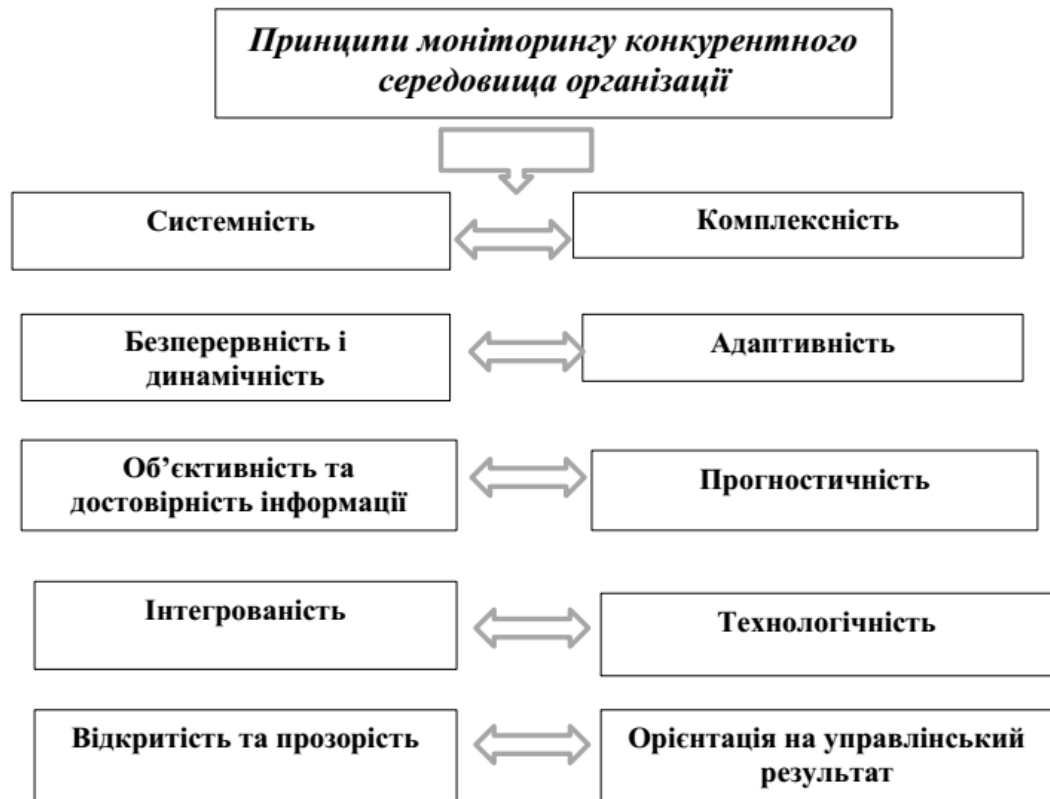 Принципи моніторингу конкурентного
середовища організації
Системність
Комплексність
Безперервність і
динамічність
Адаптивність
Об’єктивність та
достовірність інформації
Прогностичність
Інтегрованість
Технологічність
Відкритість та прозорість
Орієнтація на управлінський
результат